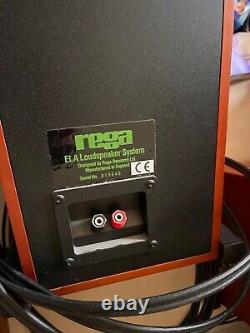 rega
ELA Loudspeaker System
Designed by Rega Research Ltd
Manufactured in England
Serial No.
CE